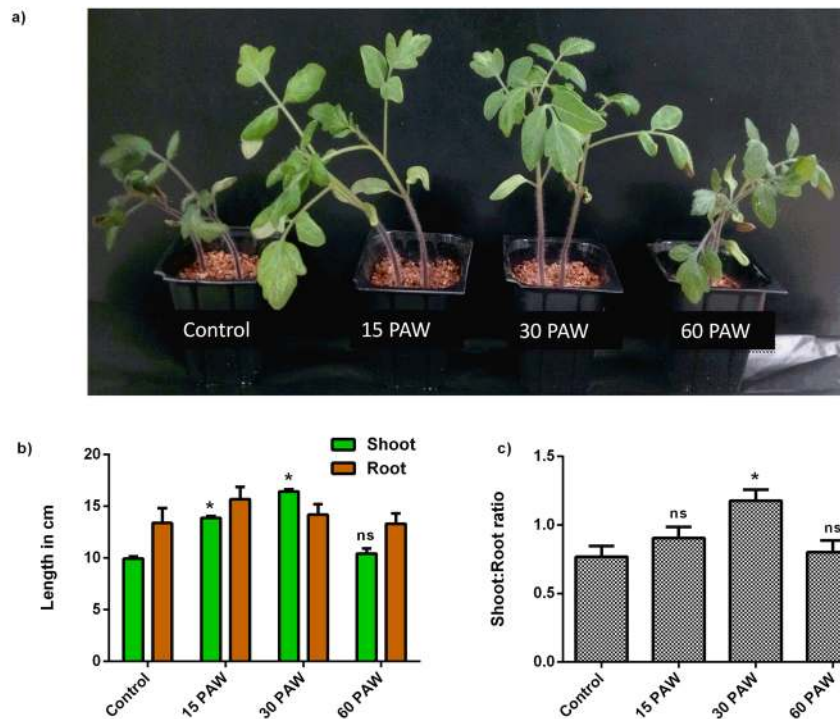 a)
Control 15 PAW 30 PAW 60 PAW
b)
Shoot
Root
Length in cm
20
15
10
5
0
*
*
ns
Control 15 PAW 30 PAW 60 PAW
c)
Shoot:Root ratio
1.5
1.0
0.5
0.0
ns
*
ns
Control 15 PAW 30 PAW 60 PAW